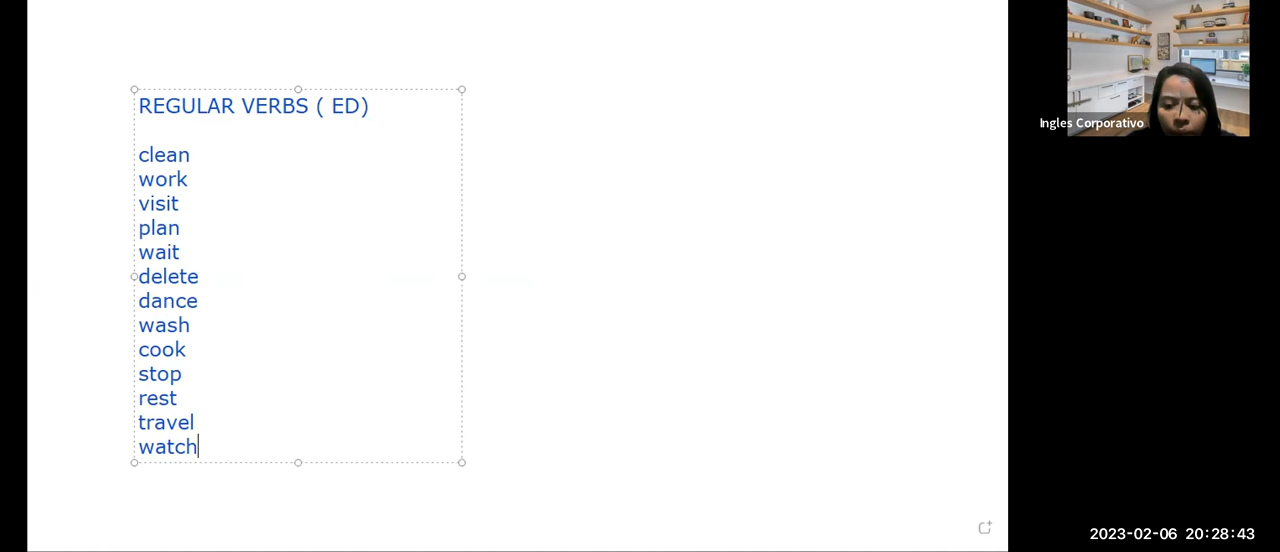 REGULAR VERBS ( ED)
clean
work
visit
plan
wait
delete
dance
wash
cook
stop
rest
travel
watch
Ingles Corporativo
2023-02-06 20:28:43